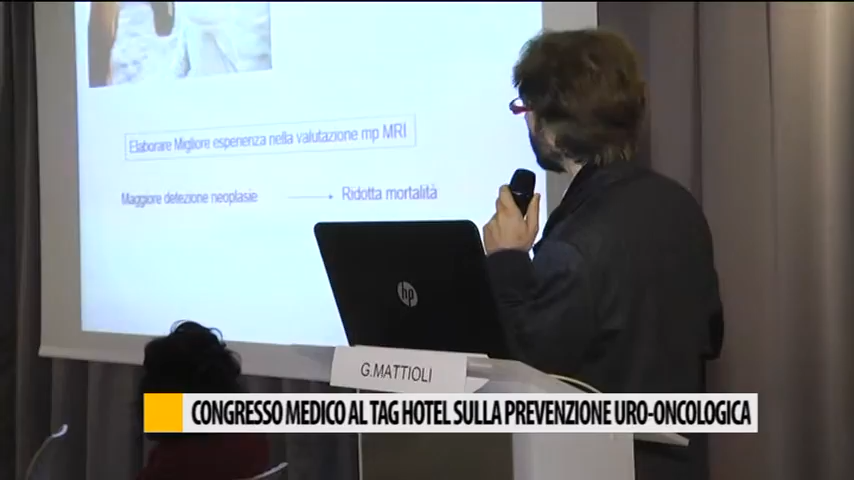 Elaborare Migliore esperienza nella valutazione mp MRI
Maggiore detezione neoplasie → Ridotta mortalità
hp
G.MATTIOLI
CONGRESSO MEDICO AL TAG HOTEL SULLA PREVENZIONE URO-ONCOLOGICA